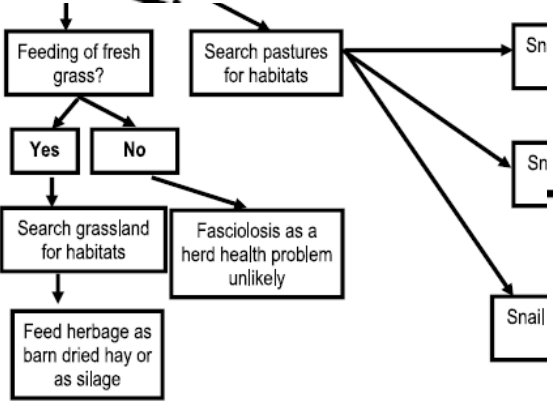 Feeding of fresh
grass?
Search pastures
for habitats
Yes
No
Search grassland
for habitats
Fasciolosis as a
herd health problem
unlikely
Feed herbage as
barn dried hay or
as silage
Snail